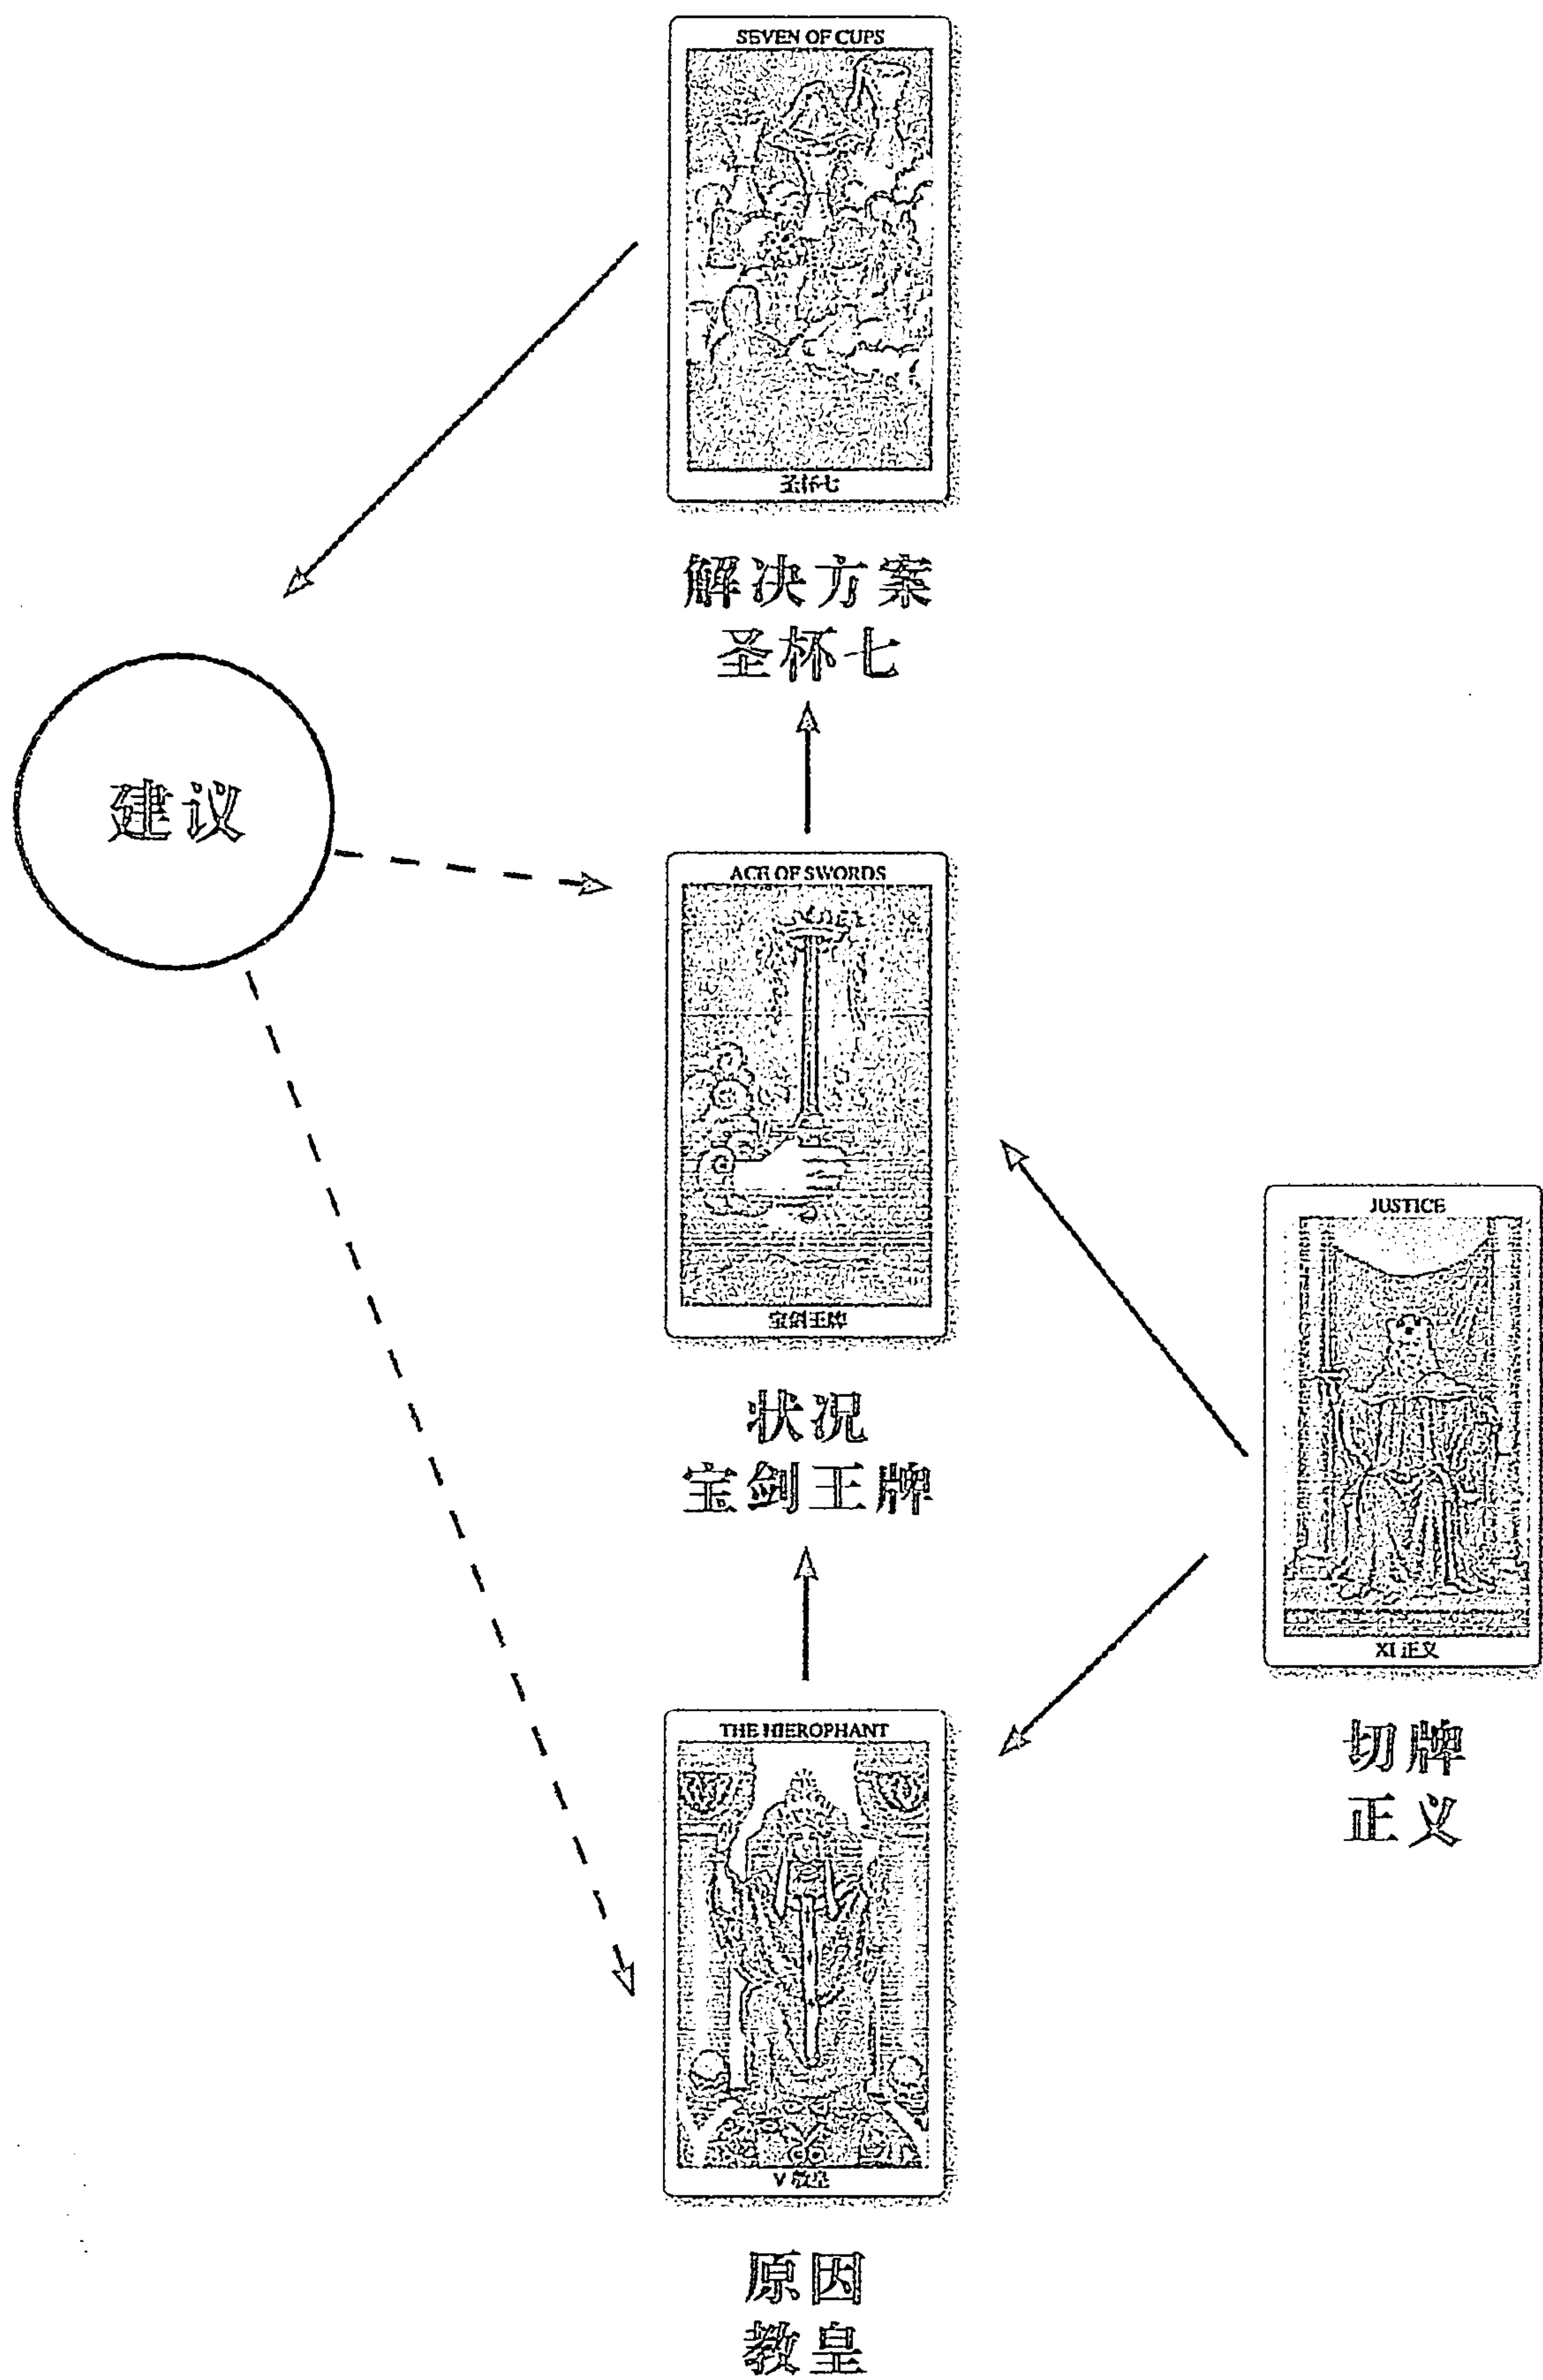 SEVEN OF CUPS
圣杯七
解决方案
圣杯七
建议
ACE OF SWORDS
宝剑王牌
状况
宝剑王牌
JUSTICE
XI 正义
切牌
正义
THE HIEROPHANT
V 教皇
原因
教皇